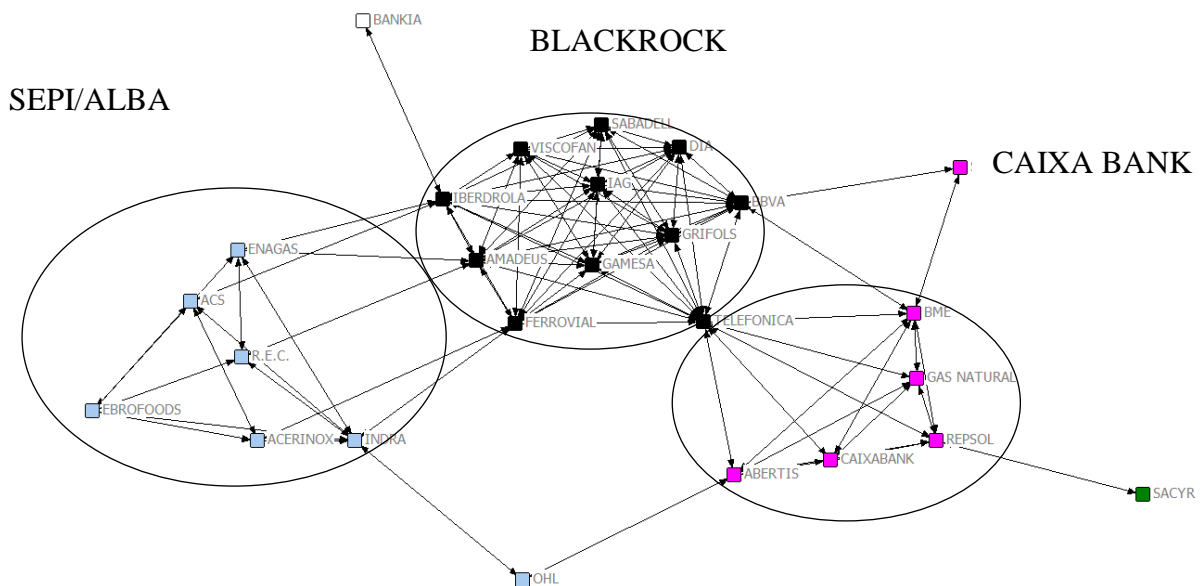 BANKIA
BLACKROCK
SEPI/ALBA
SABADELL
VISCOFAN
DIA
CAIXA BANK
IAG
IBERDROLA
BBVA
GRIFOLS
ENAGAS
AMADEUS
GAMESA
ACS
BME
FERROVIAL
TELEFONICA
R.E.C.
GAS NATURAL
EBROFOODS
ACERINOX
INDRA
REPSOL
CAIXABANK
ABERTIS
SACYR
OHL